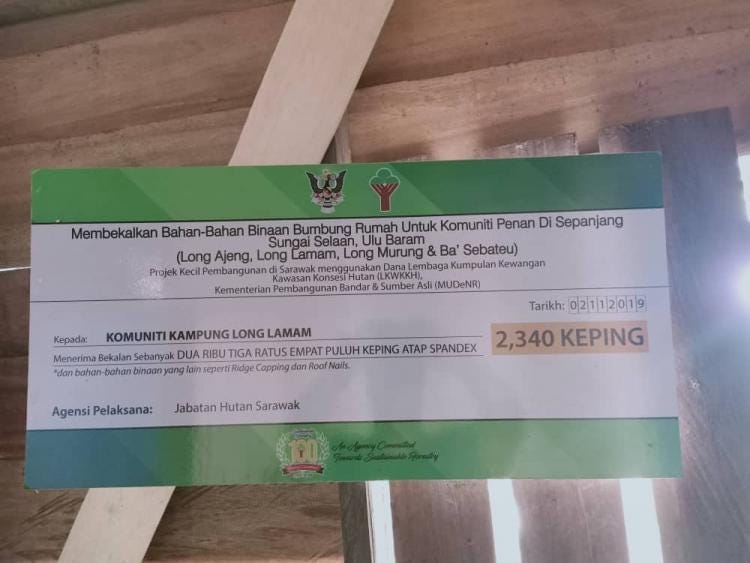 Membekalkan Bahan-Bahan Binaan Bumbung Rumah Untuk Komuniti Penan Di Sepanjang
Sungai Selaan, Ulu Baram
(Long Ajeng, Long Lamam, Long Murung & Ba' Sebateu)
Projek Kecil Pembangunan di Sarawak menggunakan Dana Lembaga Kumpulan Kewangan
Kawasan Konsesi Hutan (LKWKKH),
Kementerian Pembangunan Bandar & Sumber Asli (MUDeNR)
Tarikh: 02112019
Kepada: KOMUNITI KAMPUNG LONG LAMAM
2,340 KEPING
Menerima Bekalan Sebanyak DUA RIBU TIGA RATUS EMPAT PULUH KEPING ATAP SPANDEX
*dan bahan-bahan binaan yang lain seperti Ridge Capping dan Roof Nails.
Agensi Pelaksana: Jabatan Hutan Sarawak
100
An Agency Committed
Towards Sustainable Forestry